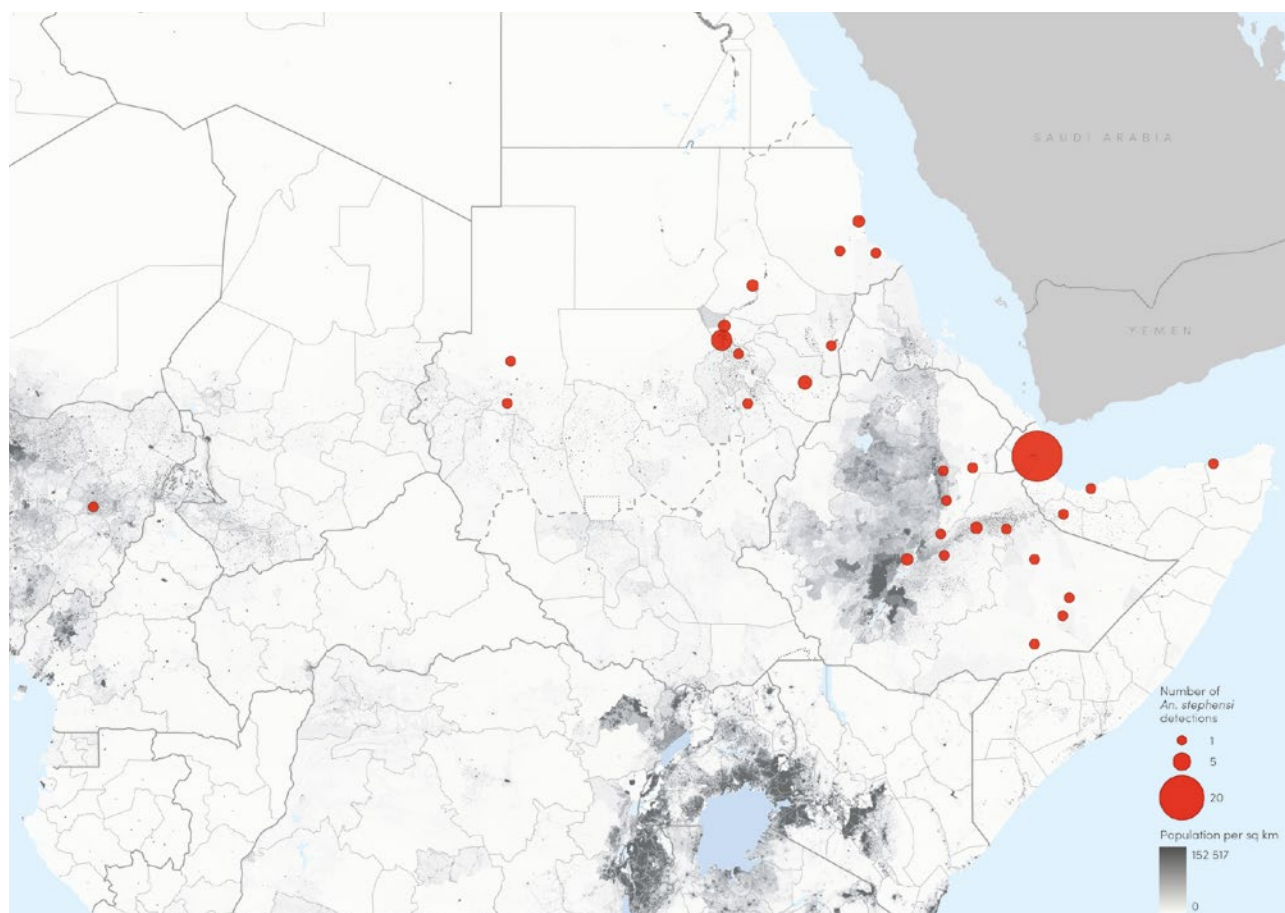 SAUDI ARABIA
YEMEN
Number of
An. stephensi
detections
1
5
20
Population per sq km
152 517
0